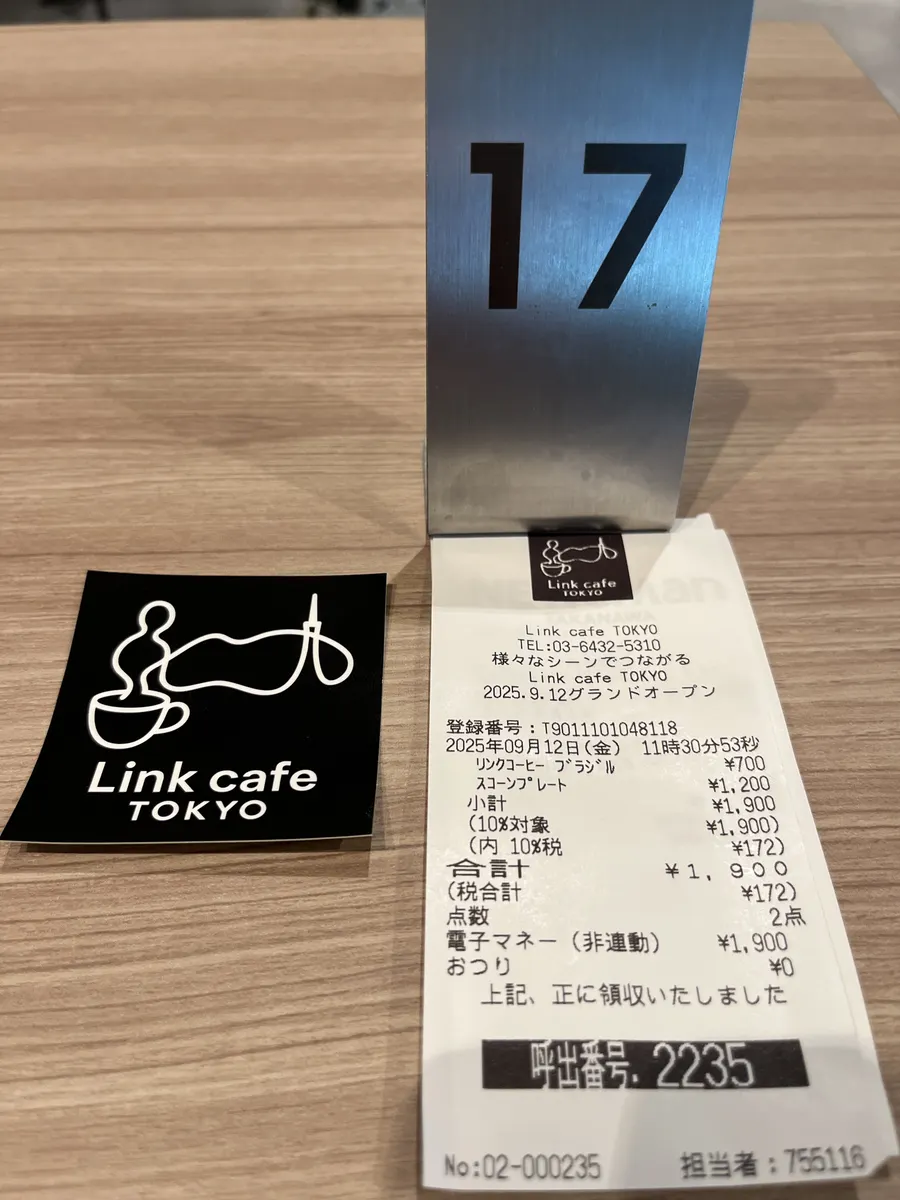 17
Link cafe
TOKYO
Link cafe
TOKYO
Link cafe TOKYO
TEL:03-6432-5310
様々なシーンでつながる
Link cafe TOKYO
2025.9.12グランドオープン
登録番号:T9011101048118
2025年09月12日(金) 11時30分53秒
リンクコーヒー ブラジル ¥700
スコーンプレート ¥1,200
小計 ¥1,900
(10%対象 ¥1,900)
(内 10%税 ¥172)
合計 ¥1,900
(税合計 ¥172)
点数 2点
電子マネー(非連動) ¥1,900
おつり ¥0
上記、正に領収いたしました
呼出番号. 2235
No:02-000235 担当者:755116